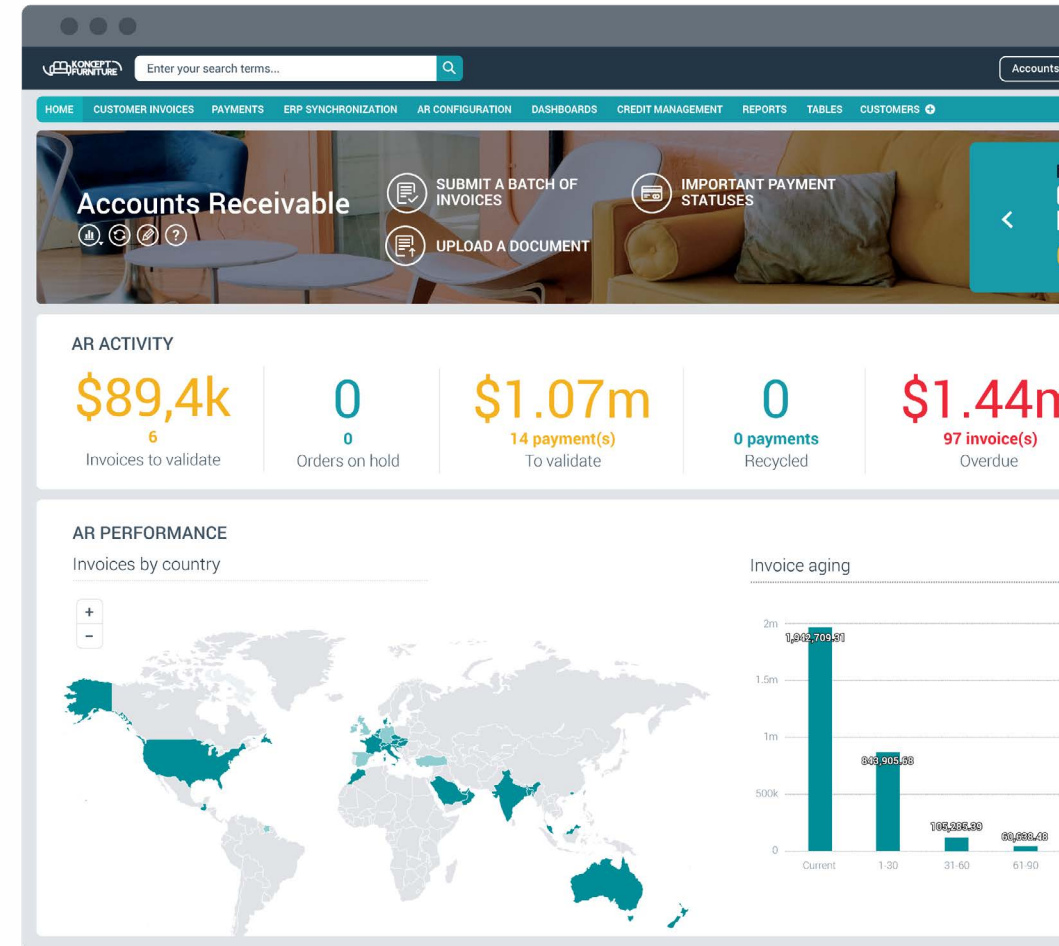 KONCEPT
FURNITURE
Enter your search terms...
Accounts
HOME CUSTOMER INVOICES PAYMENTS ERP SYNCHRONIZATION AR CONFIGURATION DASHBOARDS CREDIT MANAGEMENT REPORTS TABLES CUSTOMERS
Accounts Receivable
?
SUBMIT A BATCH OF
INVOICES
UPLOAD A DOCUMENT
IMPORTANT PAYMENT
STATUSES
AR ACTIVITY
$89,4k
6
Invoices to validate
0
0
Orders on hold
$1.07m
14 payment(s)
To validate
0
0 payments
Recycled
$1.44m
97 invoice(s)
Overdue
AR PERFORMANCE
Invoices by country
+
−
Invoice aging
2m
1.5m
1m
500k
0
1,942,709.31
843,905.68
105,285.39
60,638.48
Current 1-30 31-60 61-90